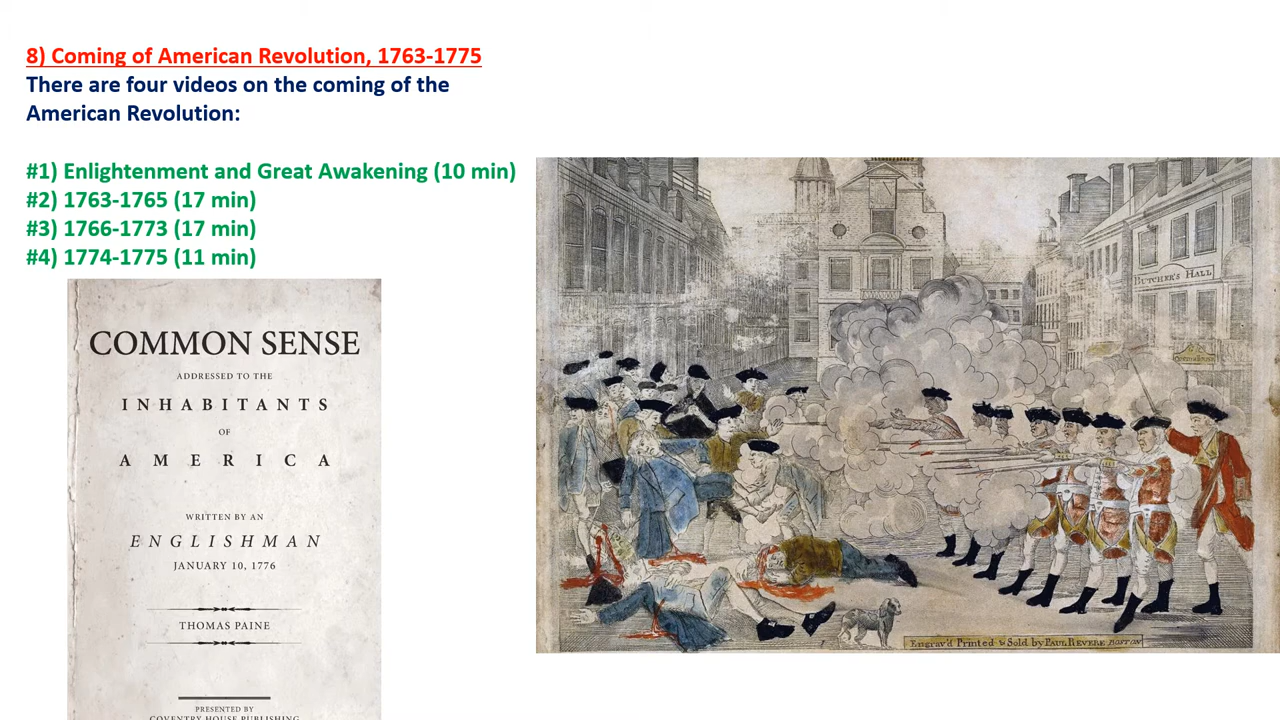 8) Coming of American Revolution, 1763-1775
There are four videos on the coming of the
American Revolution:
#1) Enlightenment and Great Awakening (10 min)
#2) 1763-1765 (17 min)
#3) 1766-1773 (17 min)
#4) 1774-1775 (11 min)
COMMON SENSE
ADDRESSED TO THE
INHABITANTS
OF
AMERICA
WRITTEN BY AN
ENGLISHMAN
JANUARY 10, 1776
THOMAS PAINE
PRESENTED BY
COVENTRY HOUSE PUBLISHING
BUTCHER'S HALL
Engrav'd Printed & Sold by PAUL REVERE BOSTON